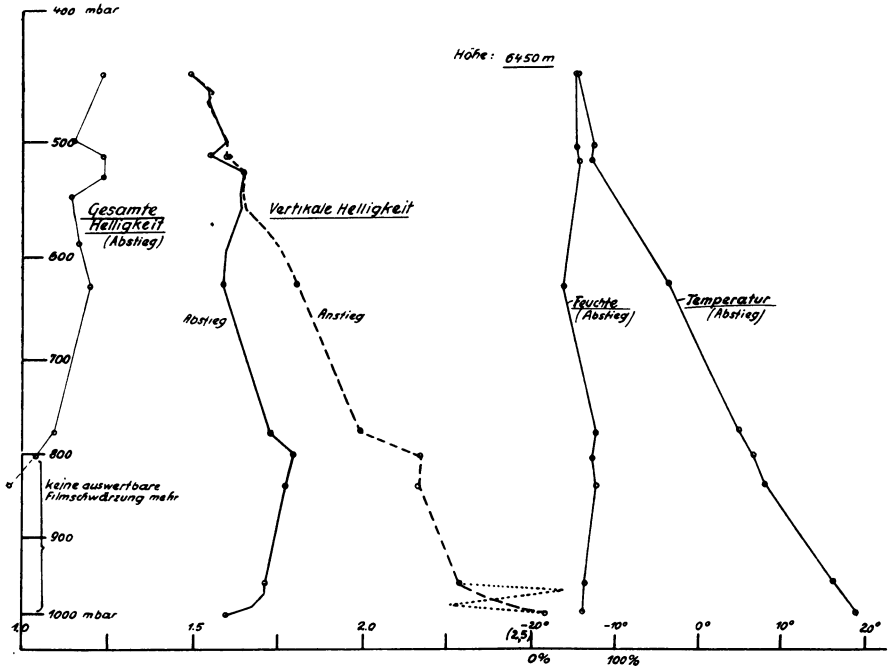 400 mbar
Höhe: 6450 m
500
Gesamte
Helligkeit
(Abstieg)
Vertikale Helligkeit
600
Feuchte
(Abstieg)
Temperatur
(Abstieg)
Abstieg
Anstieg
700
800
keine auswertbare
Filmschwärzung mehr
900
1000 mbar
1.0
1.5
2.0
-20°
(2,5)
-10°
0°
10°
20°
0%
100%